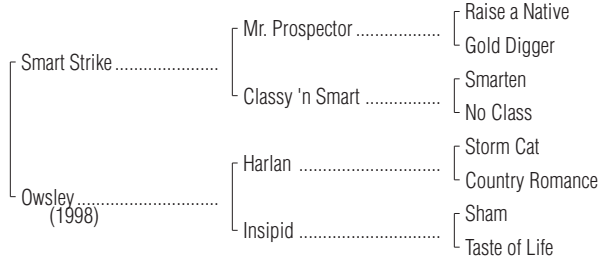 Raise a Native
Mr. Prospector ..................
Gold Digger
Smart Strike ......................
Smarten
Classy 'n Smart ................
No Class
Storm Cat
Harlan ..............................
Country Romance
Owsley ..............................
(1998)
Sham
Insipid ..............................
Taste of Life